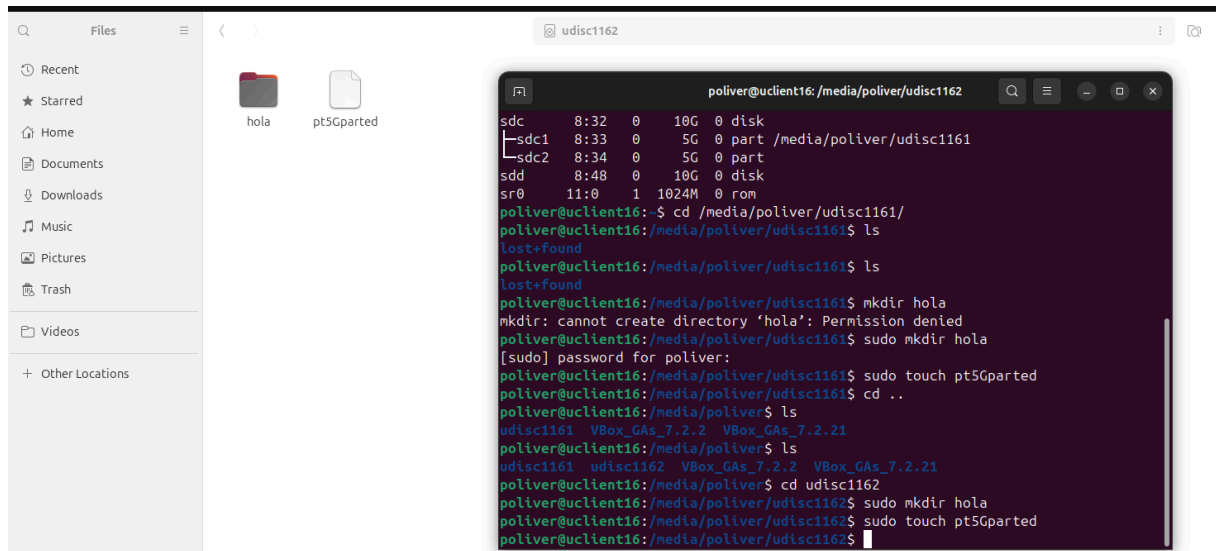 Files
udisc1162
Recent
Starred
Home
Documents
Downloads
Music
Pictures
Trash
Videos
Other Locations
hola
pt5Gparted
poliver@uclient16: /media/poliver/udisc1162
sdc 8:32 0 10G 0 disk
├─sdc1 8:33 0 5G 0 part /media/poliver/udisc1161
└─sdc2 8:34 0 5G 0 part
sdd 8:48 0 10G 0 disk
sr0 11:0 1 1024M 0 rom
poliver@uclient16:~$ cd /media/poliver/udisc1161/
poliver@uclient16:/media/poliver/udisc1161$ ls
lost+found
poliver@uclient16:/media/poliver/udisc1161$ ls
lost+found
poliver@uclient16:/media/poliver/udisc1161$ mkdir hola
mkdir: cannot create directory ‘hola’: Permission denied
poliver@uclient16:/media/poliver/udisc1161$ sudo mkdir hola
[sudo] password for poliver:
poliver@uclient16:/media/poliver/udisc1161$ sudo touch pt5Gparted
poliver@uclient16:/media/poliver/udisc1161$ cd ..
poliver@uclient16:/media/poliver$ ls
udisc1161 VBox_GAs_7.2.2 VBox_GAs_7.2.21
poliver@uclient16:/media/poliver$ ls
udisc1161 udisc1162 VBox_GAs_7.2.2 VBox_GAs_7.2.21
poliver@uclient16:/media/poliver$ cd udisc1162
poliver@uclient16:/media/poliver/udisc1162$ sudo mkdir hola
poliver@uclient16:/media/poliver/udisc1162$ sudo touch pt5Gparted
poliver@uclient16:/media/poliver/udisc1162$